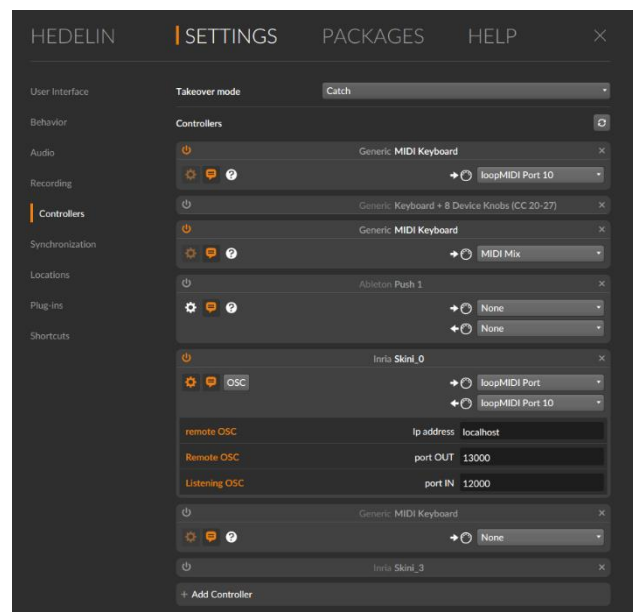 HEDELIN SETTINGS PACKAGES HELP ×
User Interface
Behavior
Audio
Recording
Controllers
Synchronization
Locations
Plug-ins
Shortcuts
Takeover mode Catch
Controllers
Generic MIDI Keyboard ×
? loopMIDI Port 10
Generic Keyboard + 8 Device Knobs (CC 20-27) ×
Generic MIDI Keyboard ×
? MIDI Mix
Ableton Push 1 ×
? None
None
Inria Skini_0 ×
OSC loopMIDI Port
loopMIDI Port 10
remote OSC Ip address localhost
Remote OSC port OUT 13000
Listening OSC port IN 12000
Generic MIDI Keyboard ×
? None
Inria Skini_3 ×
+ Add Controller